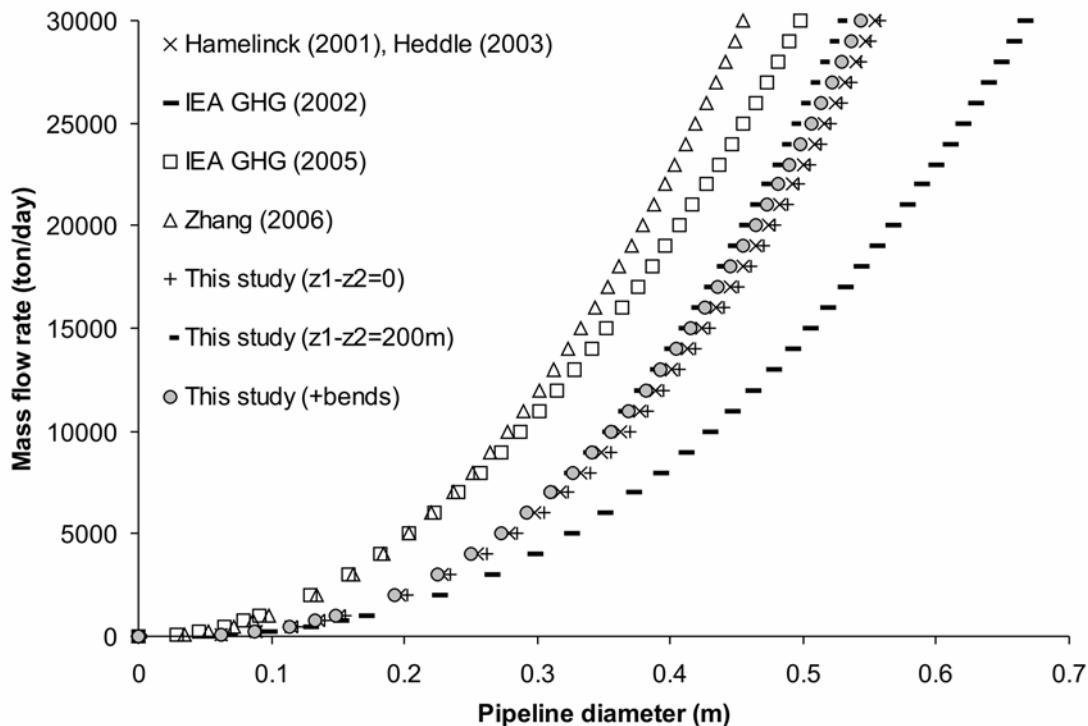 30000
25000
20000
15000
10000
5000
0
Mass flow rate (ton/day)
Hamelinck (2001), Heddle (2003)
IEA GHG (2002)
IEA GHG (2005)
Zhang (2006)
This study (z1-z2=0)
This study (z1-z2=200m)
This study (+bends)
0 0.1 0.2 0.3 0.4 0.5 0.6 0.7
Pipeline diameter (m)